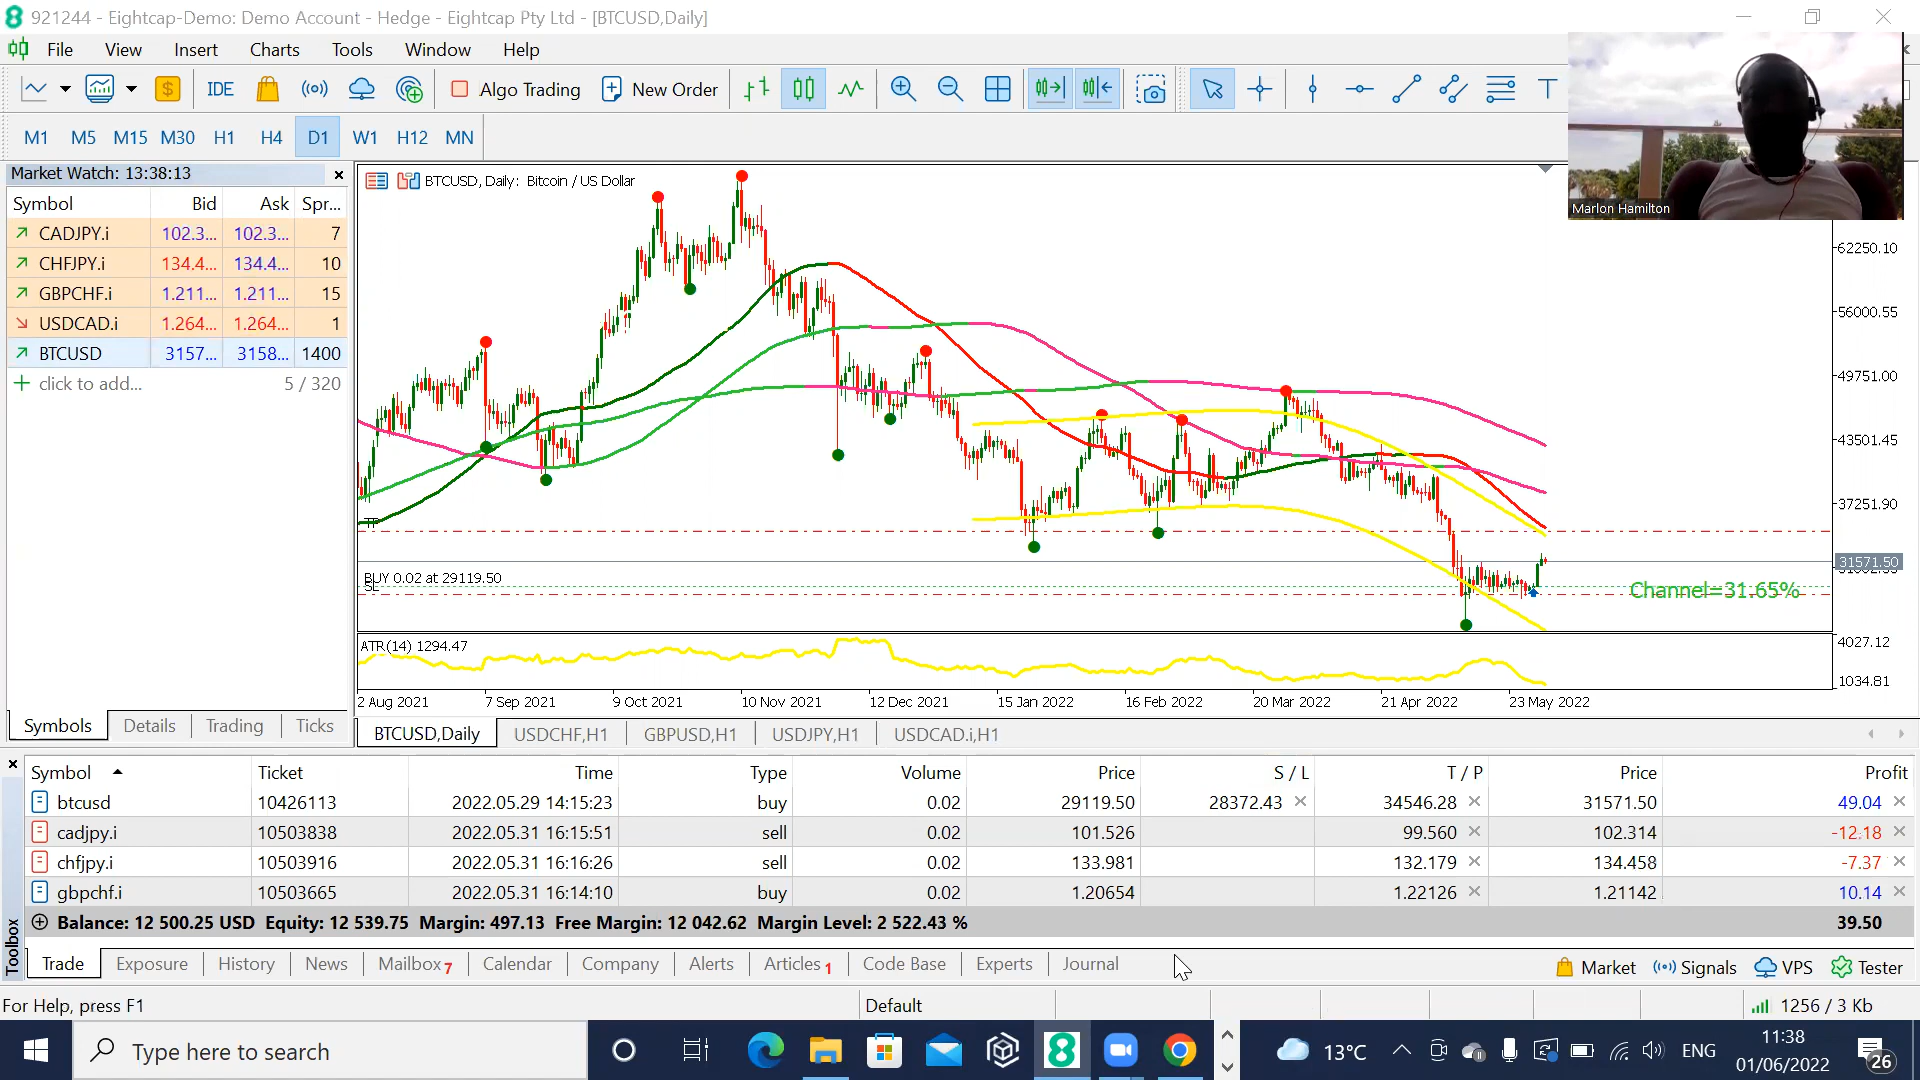 921244 - Eightcap-Demo: Demo Account - Hedge - Eightcap Pty Ltd - [BTCUSD,Daily]
File View Insert Charts Tools Window Help
IDE Algo Trading New Order T
M1 M5 M15 M30 H1 H4 D1 W1 H12 MN
Marlon Hamilton
Market Watch: 13:38:13
Symbol Bid Ask Spr...
CADJPY.i 102.3... 102.3... 7
CHFJPY.i 134.4... 134.4... 10
GBPCHF.i 1.211... 1.211... 15
USDCAD.i 1.264... 1.264... 1
BTCUSD 3157... 3158... 1400
click to add... 5 / 320
Symbols Details Trading Ticks
BTCUSD, Daily: Bitcoin / US Dollar
62250.10
56000.55
49751.00
43501.45
37251.90
31571.50
BUY 0.02 at 29119.50
SL
Channel=31.65%
ATR(14) 1294.47
4027.12
1034.81
2 Aug 2021 7 Sep 2021 9 Oct 2021 10 Nov 2021 12 Dec 2021 15 Jan 2022 16 Feb 2022 20 Mar 2022 21 Apr 2022 23 May 2022
BTCUSD,Daily USDCHF,H1 GBPUSD,H1 USDJPY,H1 USDCAD.i,H1
Symbol Ticket Time Type Volume Price S / L T / P Price Profit
btcusd 10426113 2022.05.29 14:15:23 buy 0.02 29119.50 28372.43 34546.28 31571.50 49.04
cadjpy.i 10503838 2022.05.31 16:15:51 sell 0.02 101.526 99.560 102.314 -12.18
chfjpy.i 10503916 2022.05.31 16:16:26 sell 0.02 133.981 132.179 134.458 -7.37
gbpchf.i 10503665 2022.05.31 16:14:10 buy 0.02 1.20654 1.22126 1.21142 10.14
Balance: 12 500.25 USD Equity: 12 539.75 Margin: 497.13 Free Margin: 12 042.62 Margin Level: 2 522.43 % 39.50
Toolbox
Trade Exposure History News Mailbox 7 Calendar Company Alerts Articles 1 Code Base Experts Journal
Market Signals VPS Tester
For Help, press F1 Default 1256 / 3 Kb
Type here to search
13°C
ENG
11:38
01/06/2022
26